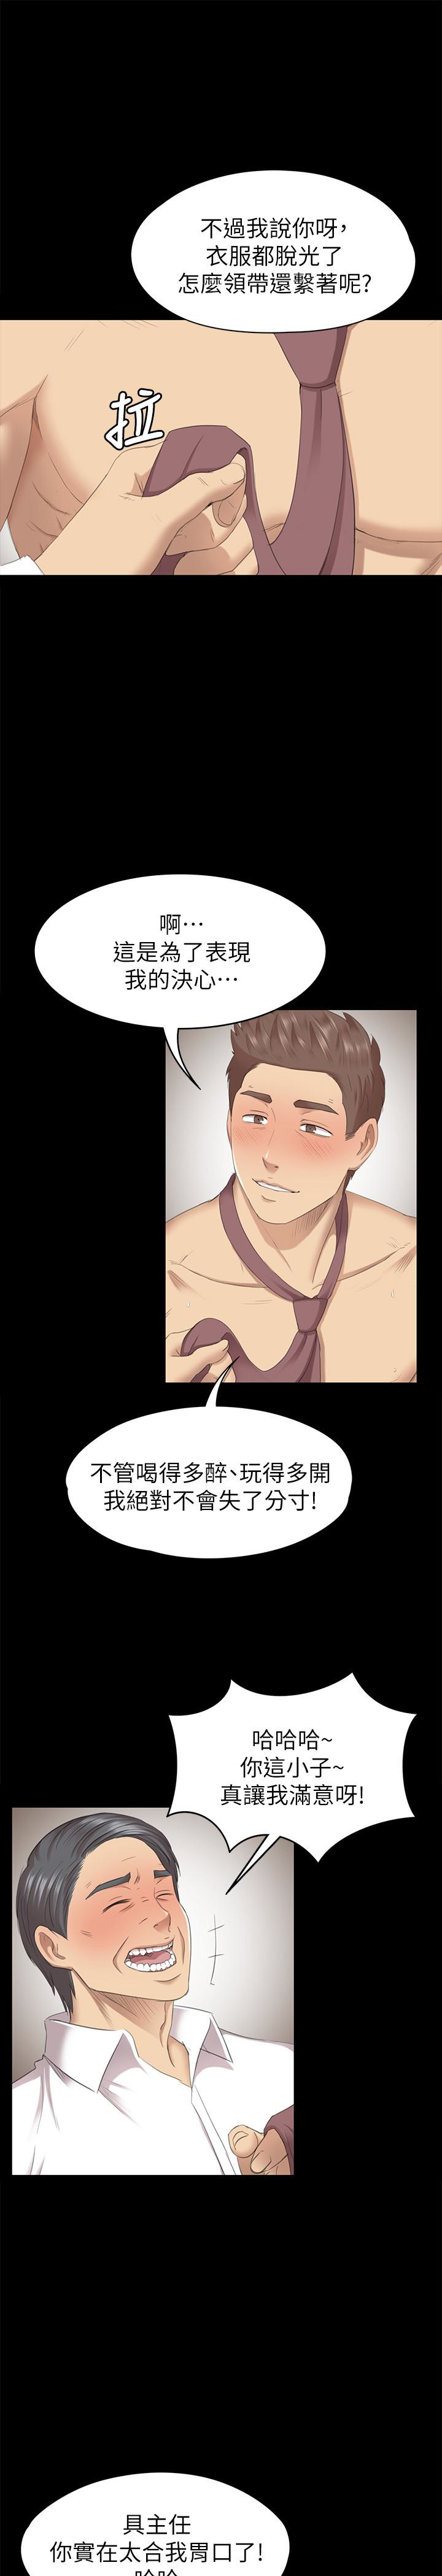 不過我說你呀,
衣服都脫光了
怎麼領帶還繫著呢?
拉
啊…
這是為了表現
我的決心…
不管喝得多醉、玩得多開
我絕對不會失了分寸!
哈哈哈~
你這小子~
真讓我滿意呀!
具主任
你實在太合我胃口了!
哈哈